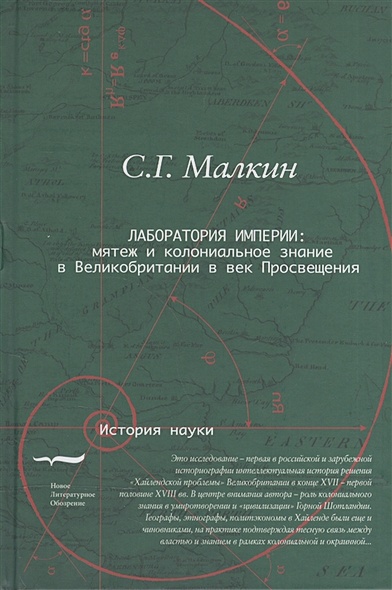 κ=ctg α
α=6
С.Г. Малкин
ЛАБОРАТОРИЯ ИМПЕРИИ:
мятеж и колониальное знание
в Великобритании в век Просвещения
φ
История науки
EASTERN
Новое
Литературное
Обозрение
Это исследование – первая в российской и зарубежной
историографии интеллектуальная история решения
"Хайлендской проблемы" Великобритании в конце XVII – первой
половине XVIII вв. В центре внимания автора – роль колониального
знания в умиротворении и «цивилизации» Горной Шотландии.
Географы, этнографы, политэкономы в Хайленде были еще и
чиновниками, на практике подтверждая тесную связь между
властью и знанием в рамках колониальной и окраинной...
SEA